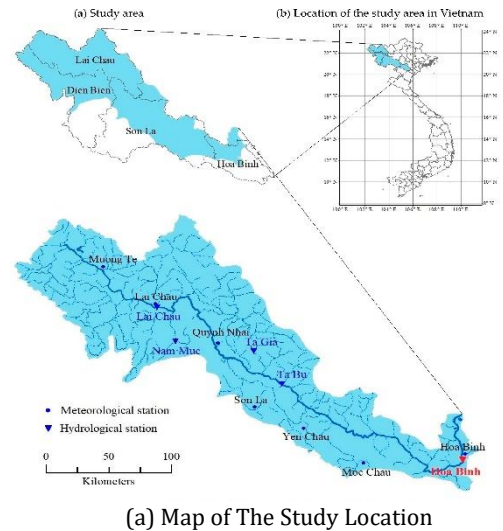 (a) Study area
(b) Location of the study area in Vietnam
Lai Chau
Dien Bien
Son La
Hoa Binh
Muong Te
Lai Chau
Lai Chau
Quynh Nhai
Ta Gia
Nam Muc
Ta Bu
Son La
Yen Chau
Moc Chau
Hoa Binh
Hoa Binh
Meteorological station
Hydrological station
0 50 100
Kilometers
(a) Map of The Study Location